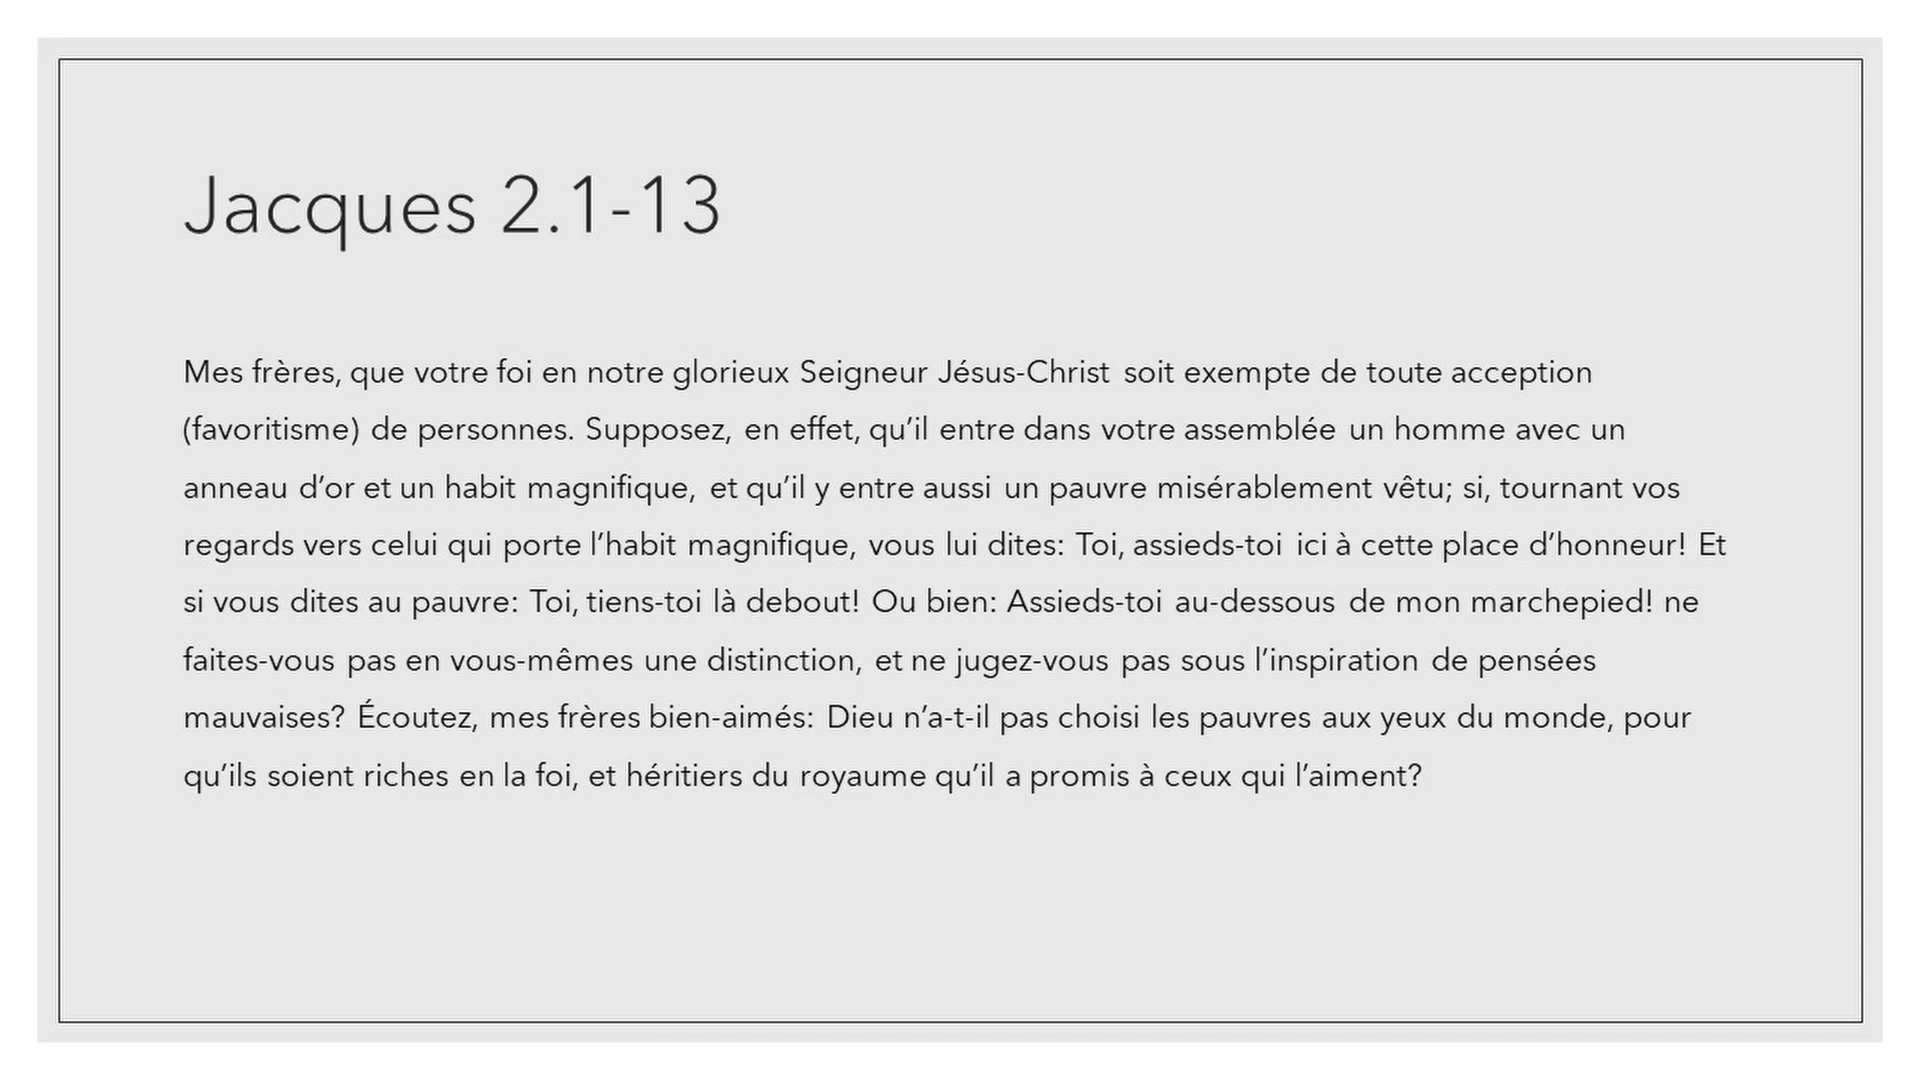 Jacques 2.1-13
Mes frères, que votre foi en notre glorieux Seigneur Jésus-Christ soit exempte de toute acception
(favoritisme) de personnes. Supposez, en effet, qu’il entre dans votre assemblée un homme avec un
anneau d’or et un habit magnifique, et qu’il y entre aussi un pauvre misérablement vêtu; si, tournant vos
regards vers celui qui porte l’habit magnifique, vous lui dites: Toi, assieds-toi ici à cette place d’honneur! Et
si vous dites au pauvre: Toi, tiens-toi là debout! Ou bien: Assieds-toi au-dessous de mon marchepied! ne
faites-vous pas en vous-mêmes une distinction, et ne jugez-vous pas sous l’inspiration de pensées
mauvaises? Écoutez, mes frères bien-aimés: Dieu n’a-t-il pas choisi les pauvres aux yeux du monde, pour
qu’ils soient riches en la foi, et héritiers du royaume qu’il a promis à ceux qui l’aiment?